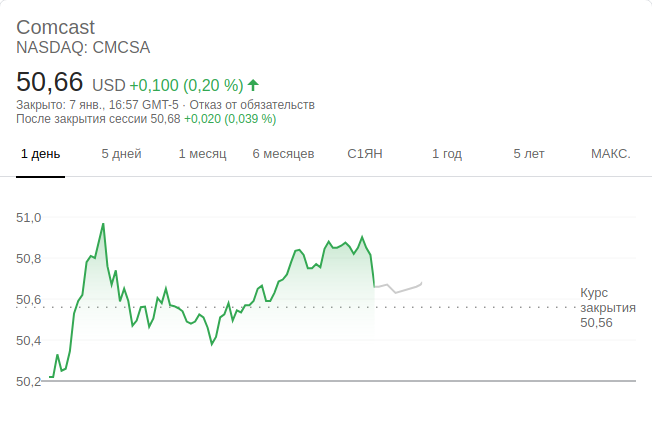 Comcast
NASDAQ: CMCSA
50,66 USD +0,100 (0,20 %)
Закрыто: 7 янв., 16:57 GMT-5 · Отказ от обязательств
После закрытия сессии 50,68 +0,020 (0,039 %)
1 день 5 дней 1 месяц 6 месяцев С1ЯН 1 год 5 лет МАКС.
51,0
50,8
50,6
50,4
50,2
Курс
закрытия
50,56